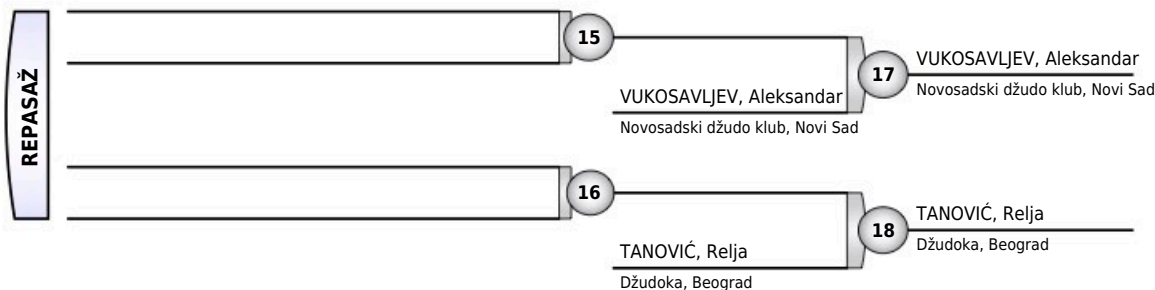 REPASAŽ
15
17
VUKOSAVLJEV, Aleksandar
Novosadski džudo klub, Novi Sad
VUKOSAVLJEV, Aleksandar
Novosadski džudo klub, Novi Sad
16
18
TANOVIĆ, Relja
Džudoka, Beograd
TANOVIĆ, Relja
Džudoka, Beograd